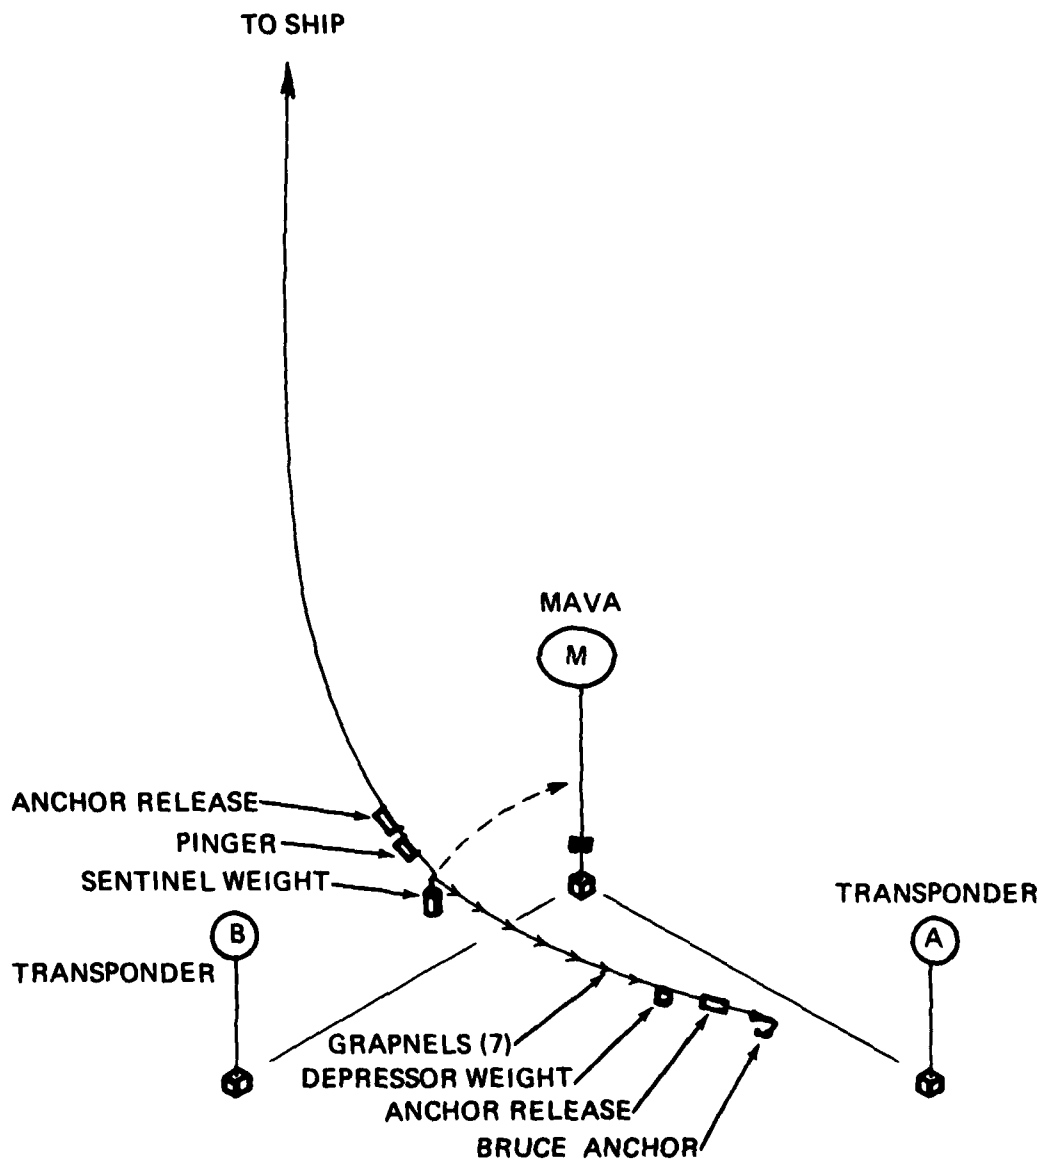 TO SHIP
MAVA
M
ANCHOR RELEASE
PINGER
SENTINEL WEIGHT
TRANSPONDER
B
A
TRANSPONDER
GRAPNELS (7)
DEPRESSOR WEIGHT
ANCHOR RELEASE
BRUCE ANCHOR